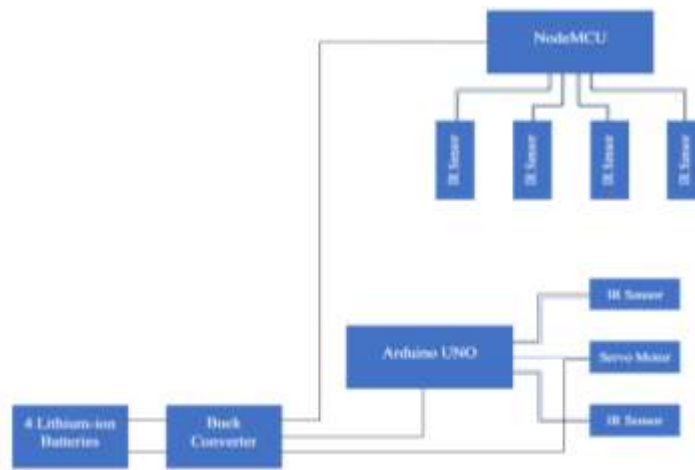 NodeMCU
IR Sensor
IR Sensor
IR Sensor
IR Sensor
IR Sensor
Arduino UNO
Servo Motor
4 Lithium-ion
Batteries
Buck
Converter
IR Sensor